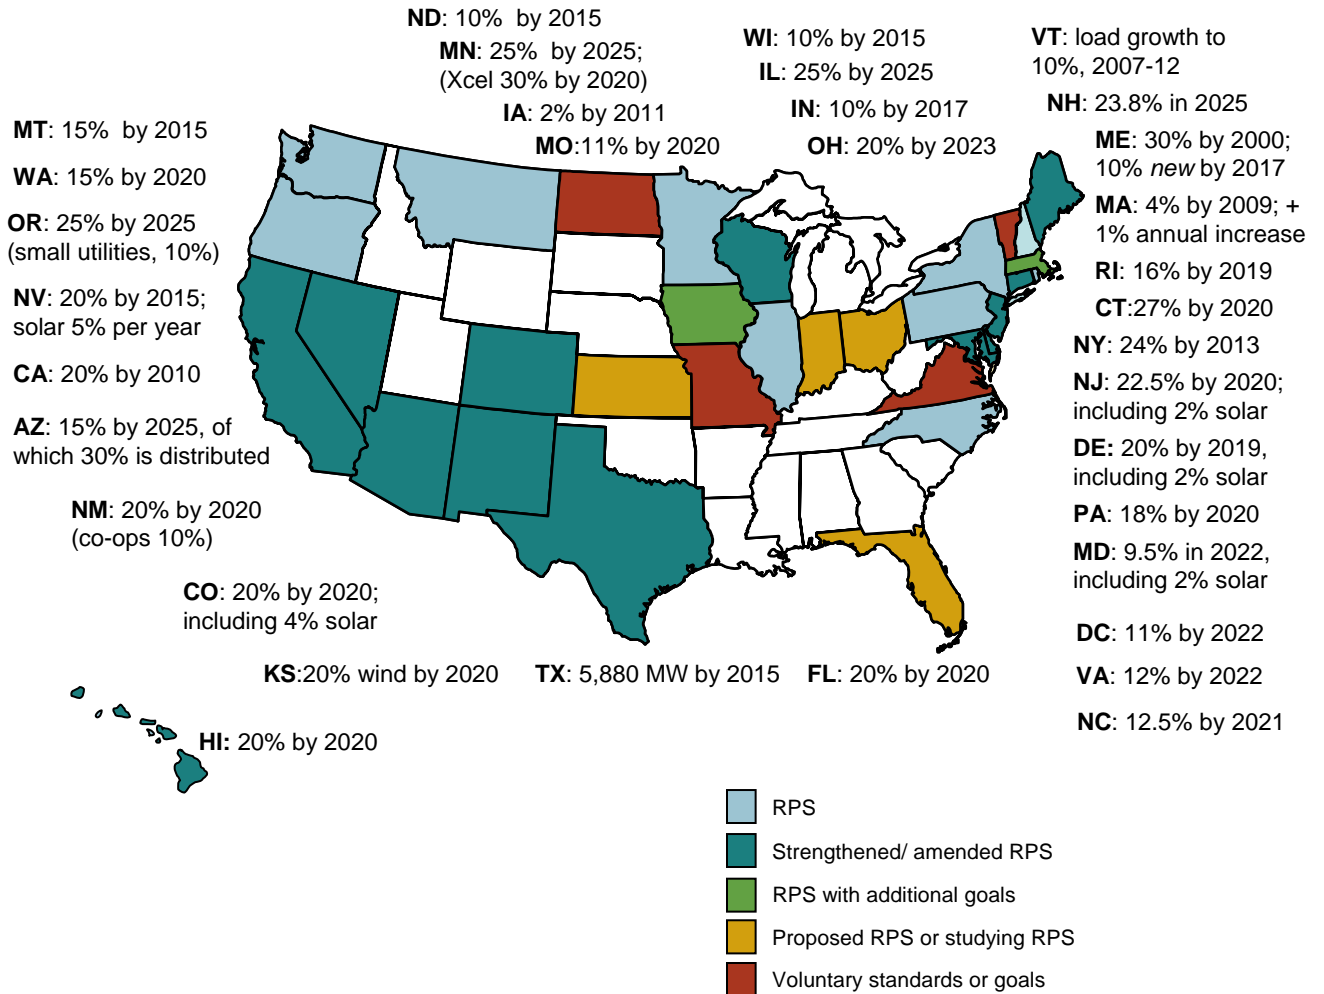 ND: 10%  by 2015
MN: 25%  by 2025;
(Xcel 30% by 2020)
IA: 2% by 2011
MO:11% by 2020
WI: 10% by 2015
IL: 25% by 2025
IN: 10% by 2017
OH: 20% by 2023
VT: load growth to
10%, 2007-12
NH: 23.8% in 2025
ME: 30% by 2000;
10% new by 2017
MA: 4% by 2009; +
1% annual increase
RI: 16% by 2019
CT:27% by 2020
NY: 24% by 2013
NJ: 22.5% by 2020;
including 2% solar
DE: 20% by 2019,
including 2% solar
PA: 18% by 2020
MD: 9.5% in 2022,
including 2% solar
DC: 11% by 2022
VA: 12% by 2022
NC: 12.5% by 2021
MT: 15%  by 2015
WA: 15% by 2020
OR: 25% by 2025
(small utilities, 10%)
NV: 20% by 2015;
solar 5% per year
CA: 20% by 2010
AZ: 15% by 2025, of
which 30% is distributed
NM: 20% by 2020
(co-ops 10%)
CO: 20% by 2020;
including 4% solar
KS:20% wind by 2020
TX: 5,880 MW by 2015
FL: 20% by 2020
HI: 20% by 2020
RPS
Strengthened/ amended RPS
RPS with additional goals
Proposed RPS or studying RPS
Voluntary standards or goals